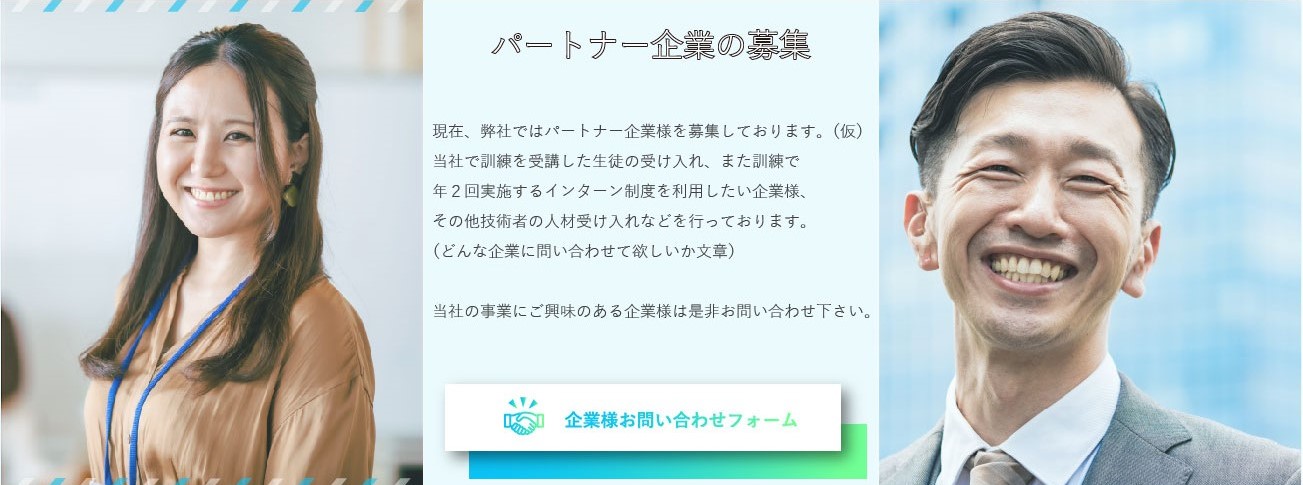 パートナー企業の募集
現在、弊社ではパートナー企業様を募集しております。(仮)
当社で訓練を受講した生徒の受け入れ、また訓練で
年２回実施するインターン制度を利用したい企業様、
その他技術者の人材受け入れなどを行っております。
(どんな企業に問い合わせて欲しいか文章)
当社の事業にご興味のある企業様は是非お問い合わせ下さい。
企業様お問い合わせフォーム